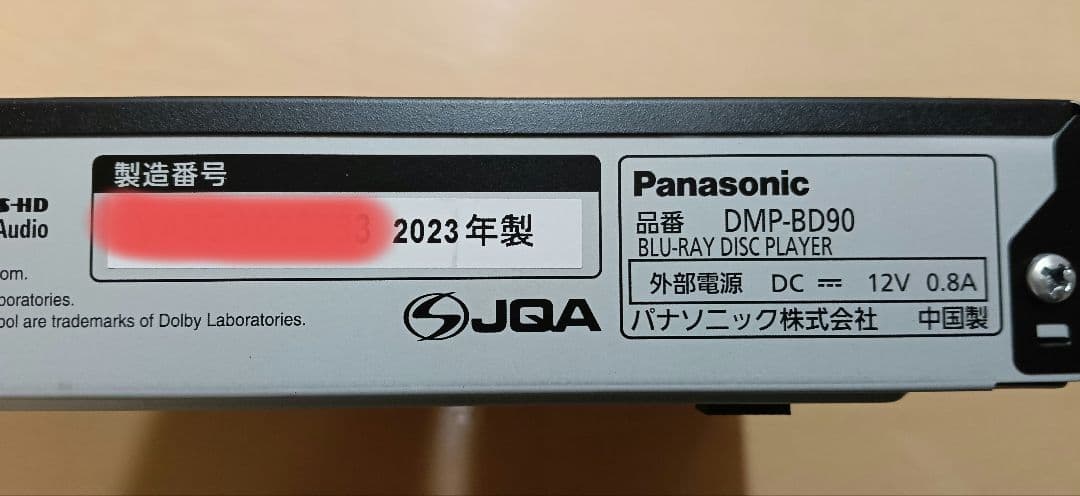 製造番号
3 2023年製
S-HD
Audio
om.
boratories.
ool are trademarks of Dolby Laboratories.
JQA
Panasonic
品番 DMP-BD90
BLU-RAY DISC PLAYER
外部電源 DC ⎓ 12V 0.8A
パナソニック株式会社 中国製